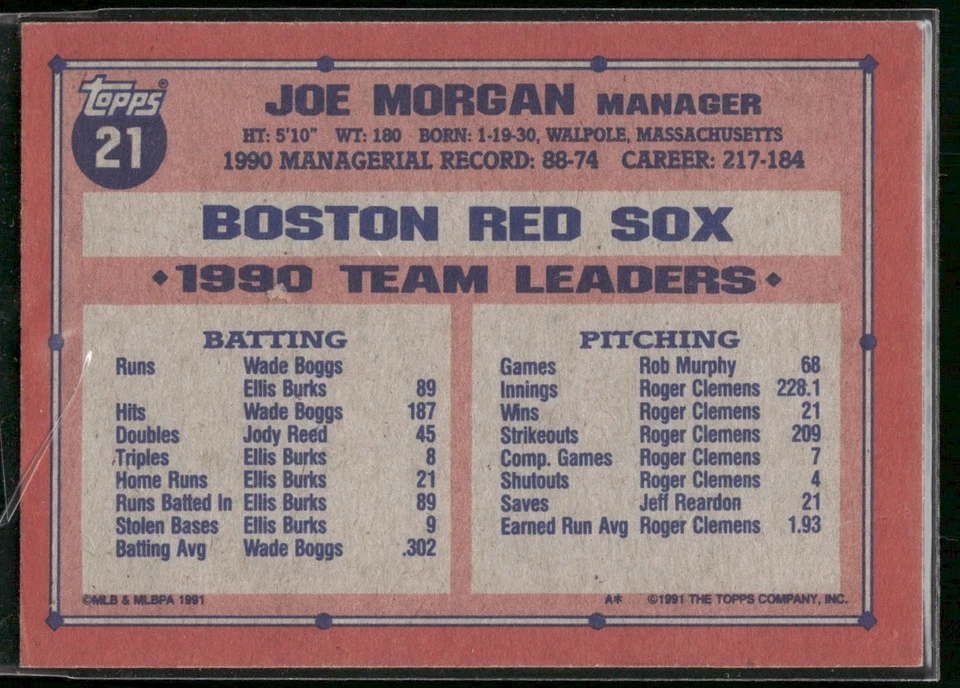 topps®
21
JOE MORGAN MANAGER
HT: 5'10" WT: 180 BORN: 1-19-30, WALPOLE, MASSACHUSETTS
1990 MANAGERIAL RECORD: 88-74 CAREER: 217-184
BOSTON RED SOX
1990 TEAM LEADERS
BATTING
Runs Wade Boggs
Ellis Burks 89
Hits Wade Boggs 187
Doubles Jody Reed 45
Triples Ellis Burks 8
Home Runs Ellis Burks 21
Runs Batted In Ellis Burks 89
Stolen Bases Ellis Burks 9
Batting Avg Wade Boggs .302
PITCHING
Games Rob Murphy 68
Innings Roger Clemens 228.1
Wins Roger Clemens 21
Strikeouts Roger Clemens 209
Comp. Games Roger Clemens 7
Shutouts Roger Clemens 4
Saves Jeff Reardon 21
Earned Run Avg Roger Clemens 1.93
©MLB & MLBPA 1991
A* ©1991 THE TOPPS COMPANY, INC.